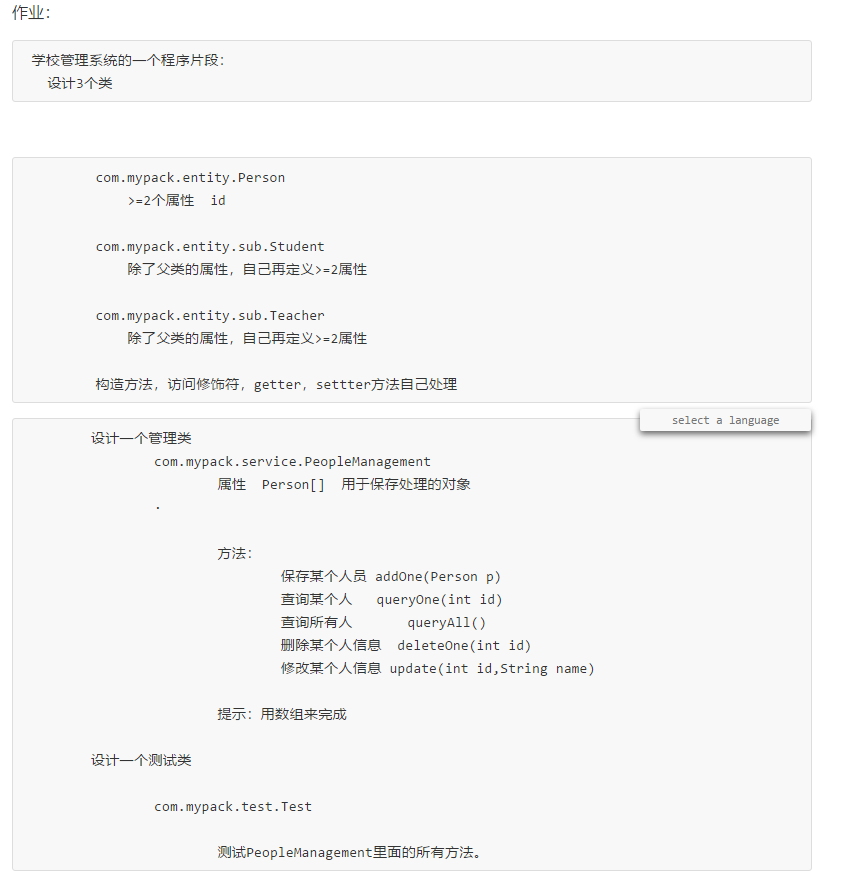 作业：
学校管理系统的一个程序片段：
设计3个类
com.mypack.entity.Person
>=2个属性  id
com.mypack.entity.sub.Student
除了父类的属性，自己再定义>=2属性
com.mypack.entity.sub.Teacher
除了父类的属性，自己再定义>=2属性
构造方法，访问修饰符，getter，settter方法自己处理
select a language
设计一个管理类
com.mypack.service.PeopleManagement
属性  Person[]  用于保存处理的对象
.
方法：
保存某个人员 addOne(Person p)
查询某个人   queryOne(int id)
查询所有人       queryAll()
删除某个人信息  deleteOne(int id)
修改某个人信息 update(int id,String name)
提示：用数组来完成
设计一个测试类
com.mypack.test.Test
测试PeopleManagement里面的所有方法。